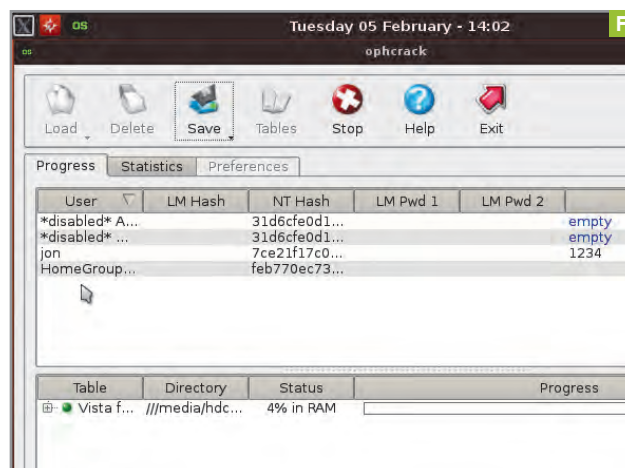 OS Tuesday 05 February - 14:02 F
OS ophcrack
Load Delete Save Tables Stop Help Exit
Progress Statistics Preferences
User LM Hash NT Hash LM Pwd 1 LM Pwd 2
*disabled* A... 31d6cfe0d1... empty
*disabled* ... 31d6cfe0d1... empty
jon 7ce21f17c0... 1234
HomeGroup... feb770ec73...
Table Directory Status Progress
Vista f... ///media/hdc... 4% in RAM